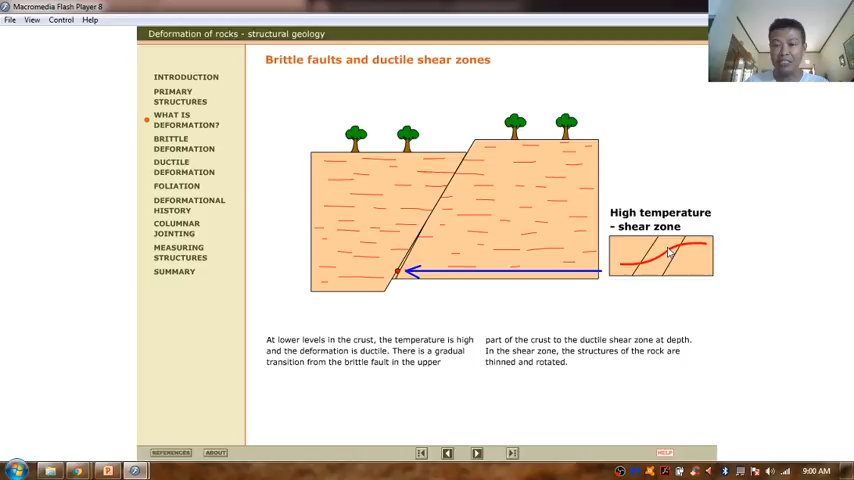 Macromedia Flash Player 8
File View Control Help
Deformation of rocks - structural geology
Brittle faults and ductile shear zones
INTRODUCTION
PRIMARY
STRUCTURES
WHAT IS
DEFORMATION?
BRITTLE
DEFORMATION
DUCTILE
DEFORMATION
FOLIATION
DEFORMATIONAL
HISTORY
COLUMNAR
JOINTING
MEASURING
STRUCTURES
SUMMARY
High temperature
- shear zone
At lower levels in the crust, the temperature is high
and the deformation is ductile. There is a gradual
transition from the brittle fault in the upper
part of the crust to the ductile shear zone at depth.
In the shear zone, the structures of the rock are
thinned and rotated.
REFERENCES ABOUT HELP
9:00 AM